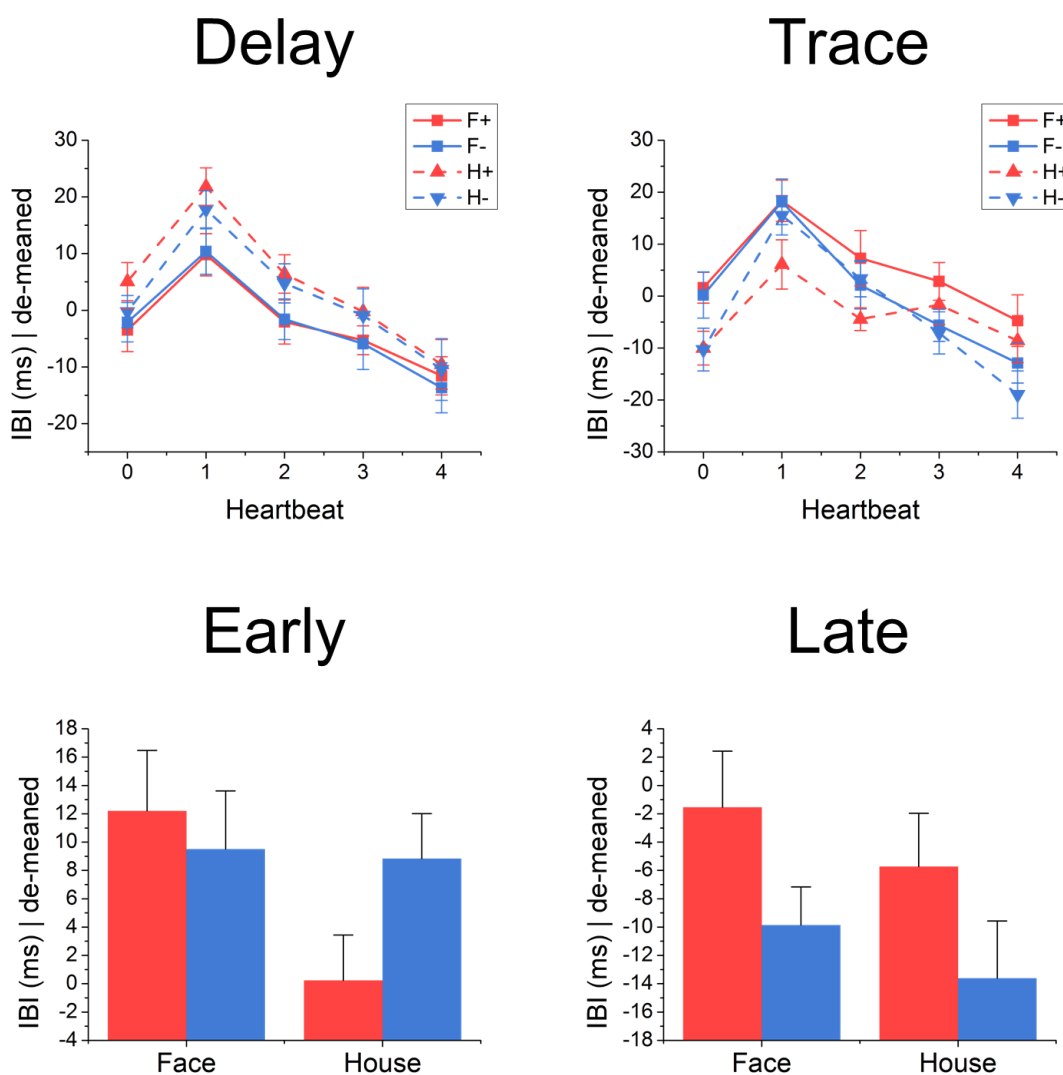 Delay
F+
F-
H+
H-
30
20
10
0
-10
-20
IBI (ms) | de-meaned
0 1 2 3 4
Heartbeat
Trace
F+
F-
H+
H-
30
20
10
0
-10
-20
-30
IBI (ms) | de-meaned
0 1 2 3 4
Heartbeat
Early
18
16
14
12
10
8
6
4
2
0
-2
-4
IBI (ms) | de-meaned
Face House
Late
4
2
0
-2
-4
-6
-8
-10
-12
-14
-16
-18
IBI (ms) | de-meaned
Face House